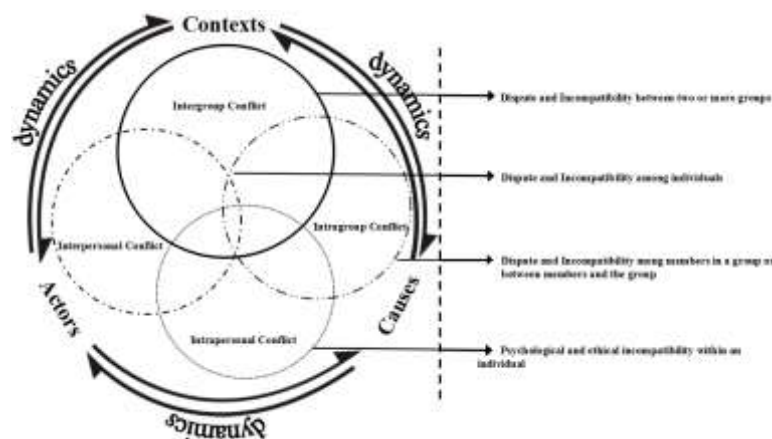 Contexts
dynamics
dynamics
Intergroup Conflict
Dispute and Incompatibility between two or more groups
Dispute and Incompatibility among individuals
Intragroup Conflict
Interpersonal Conflict
Dispute and Incompatibility among members in a group or
between members and the group
Actors
Causes
Intrapersonal Conflict
Psychological and ethical incompatibility within an
individual
dynamics